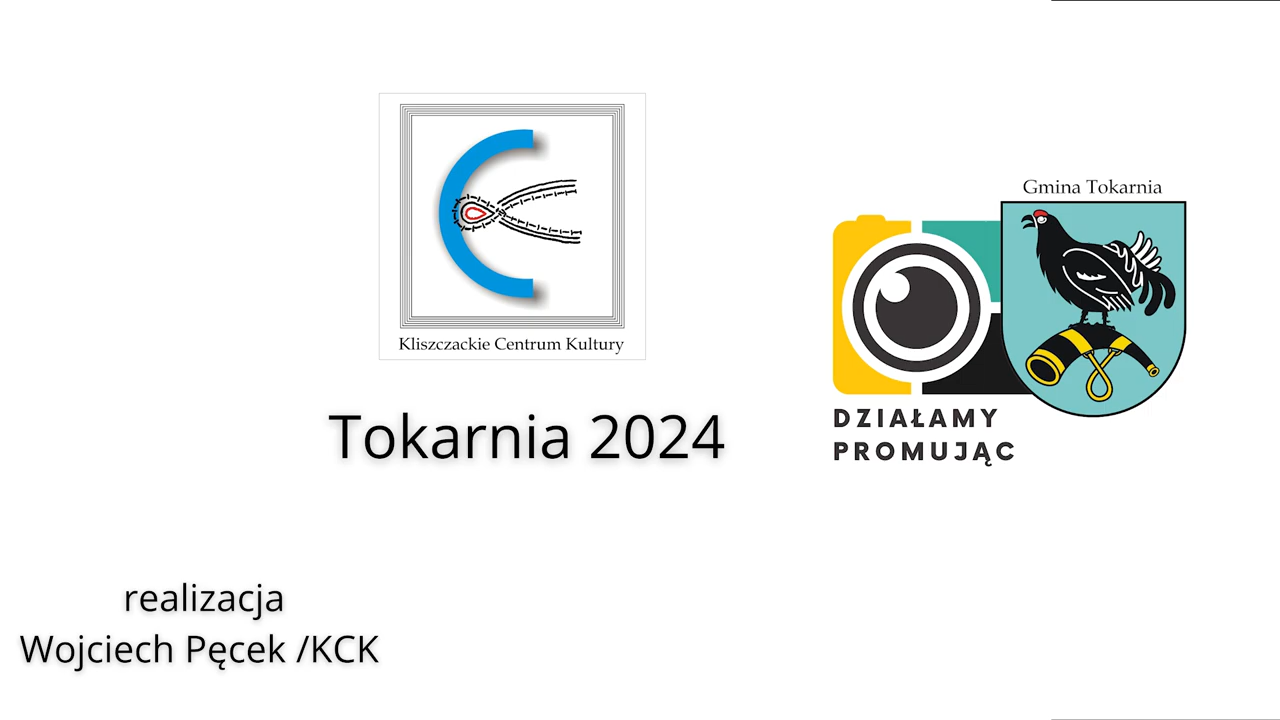 Kliszczackie Centrum Kultury
Tokarnia 2024
Gmina Tokarnia
DZIAŁAMY
PROMUJĄC
realizacja
Wojciech Pęcek /KCK